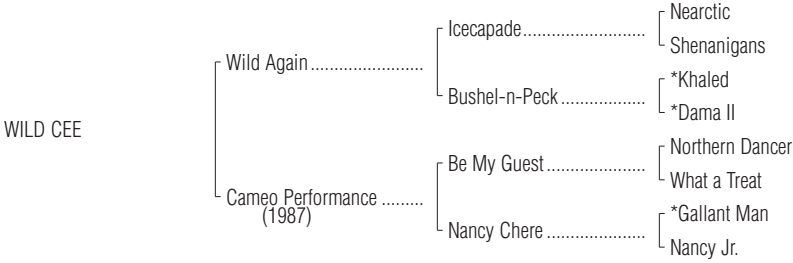 WILD CEE
Wild Again.......................
Cameo Performance .........
(1987)
Icecapade.........................
Bushel-n-Peck..................
Be My Guest.....................
Nancy Chere ....................
Nearctic
Shenanigans
*Khaled
*Dama II
Northern Dancer
What a Treat
*Gallant Man
Nancy Jr.